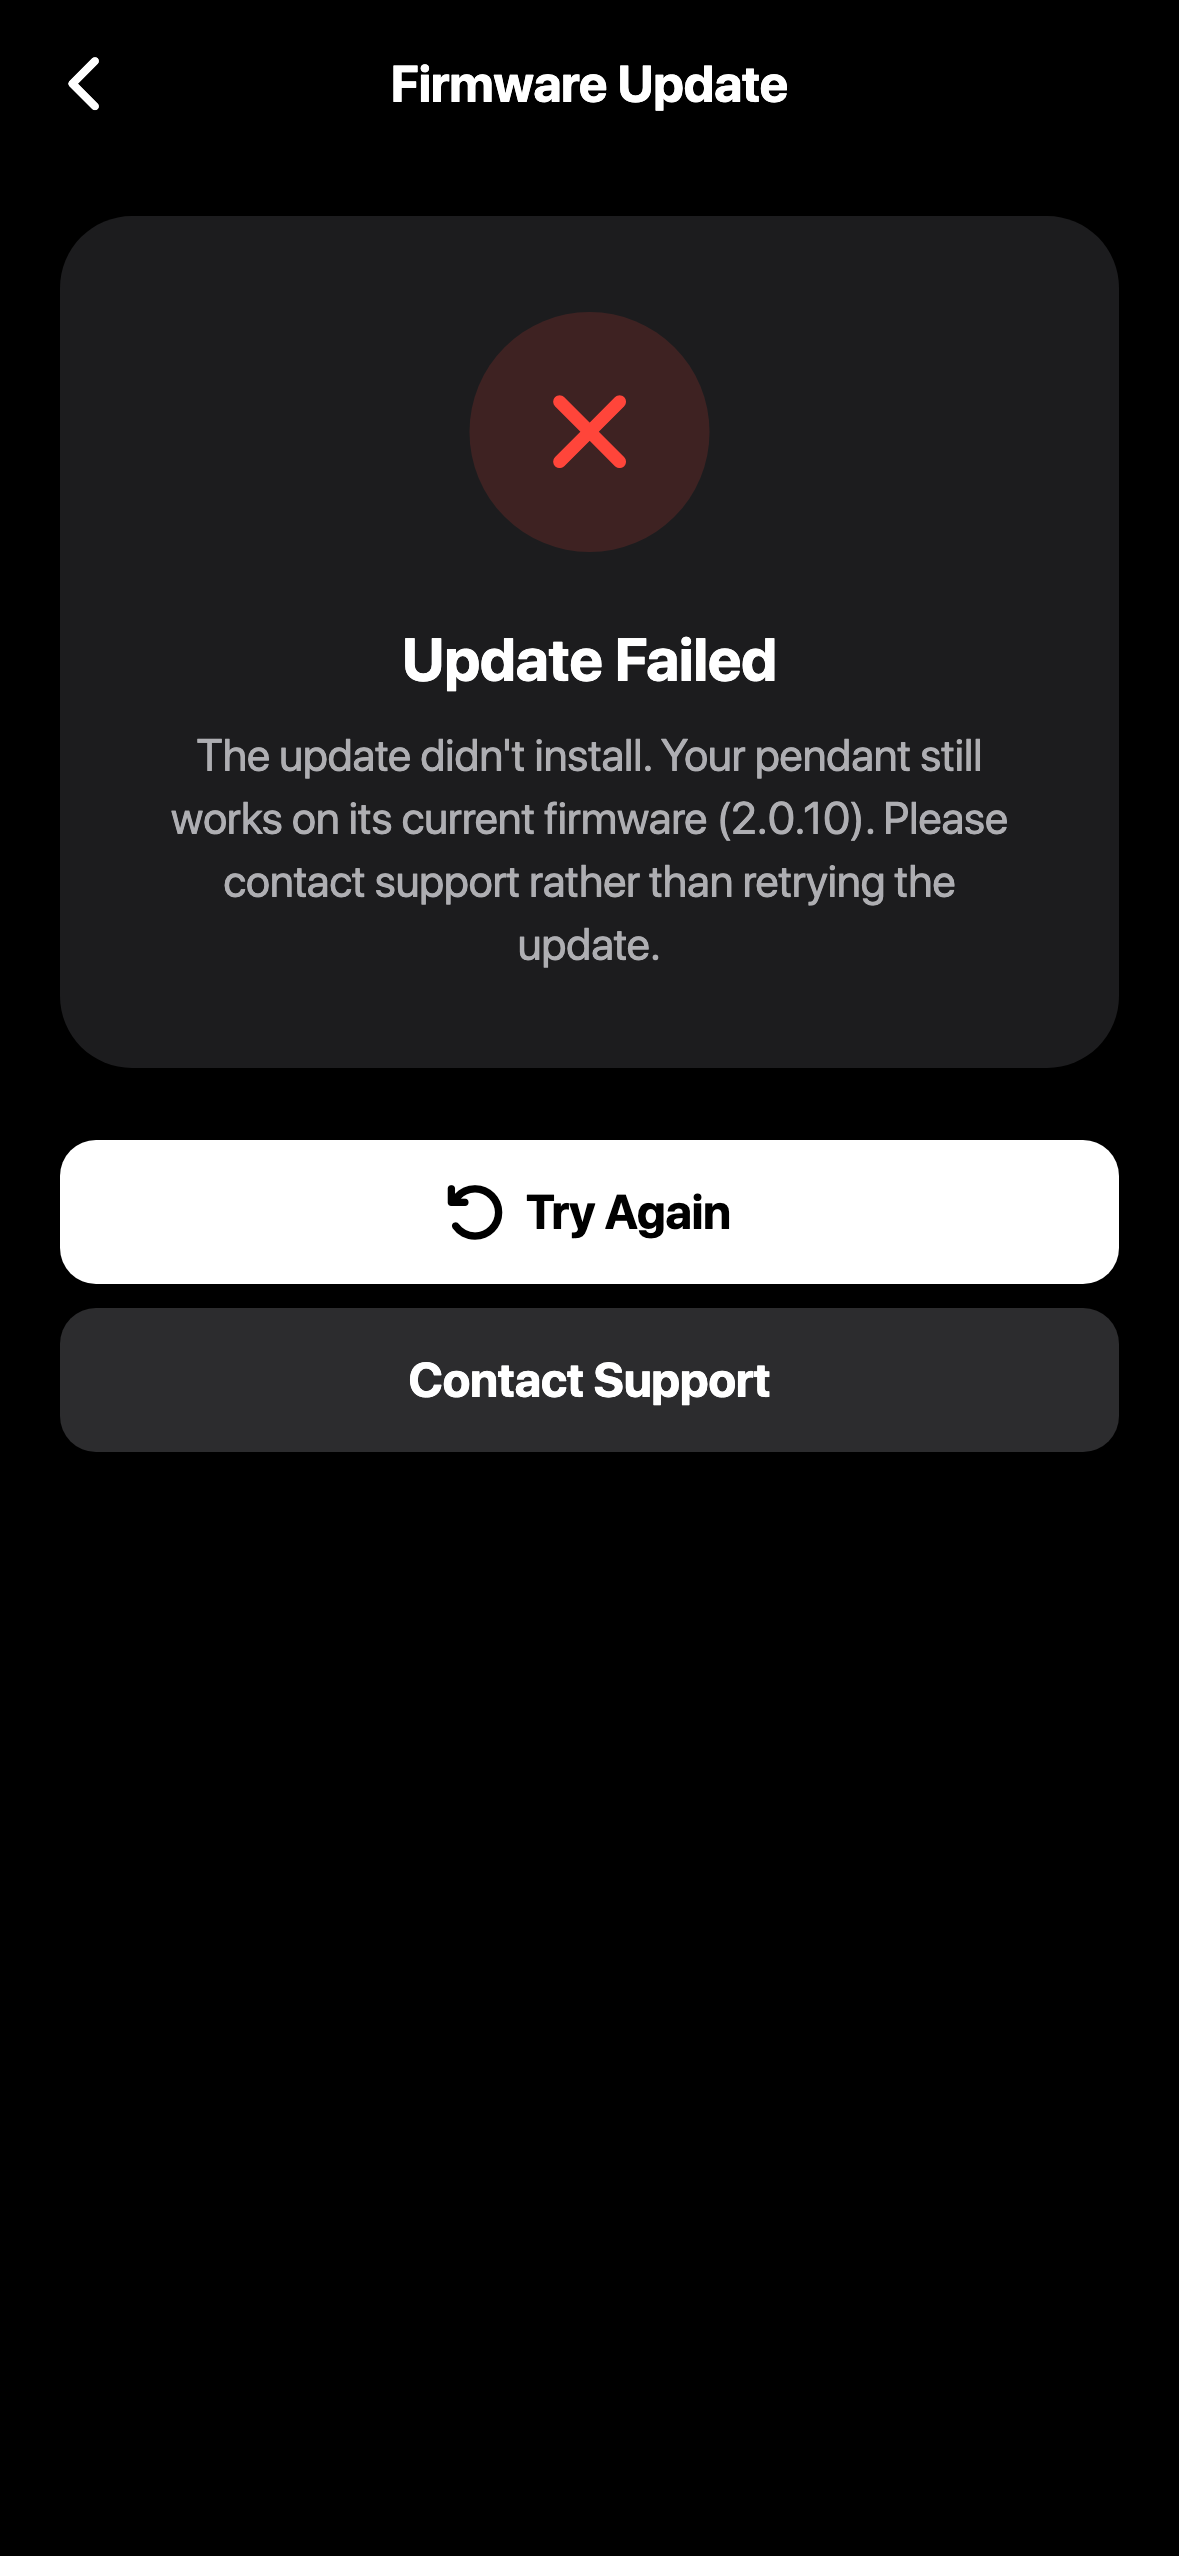 Firmware Update
Update Failed
The update didn't install. Your pendant still
works on its current firmware (2.0.10). Please
contact support rather than retrying the
update.
Try Again
Contact Support